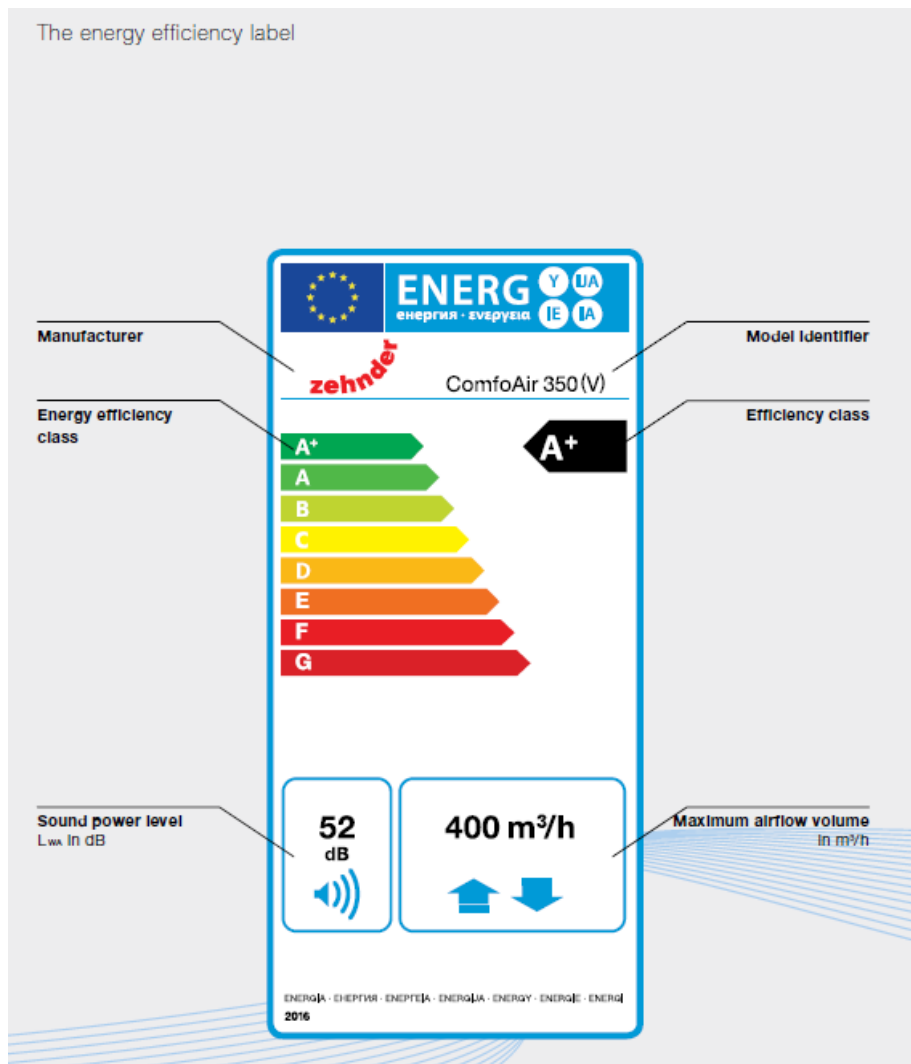 The energy efficiency label
ENERG Y IJA
енергия · ενεργεια IE IA
Manufacturer
Model Identifier
zehnder
ComfoAir 350 (V)
Energy efficiency
class
Efficiency class
A+
A+
A
B
C
D
E
F
G
Sound power level
LWA In dB
52
dB
400 m³/h
Maximum airflow volume
In m³/h
ENERGIA · ЕНЕРГИЯ · ΕΝΕΡΓΕΙΑ · ENERGIJA · ENERGY · ENERGIE · ENERGI
2016